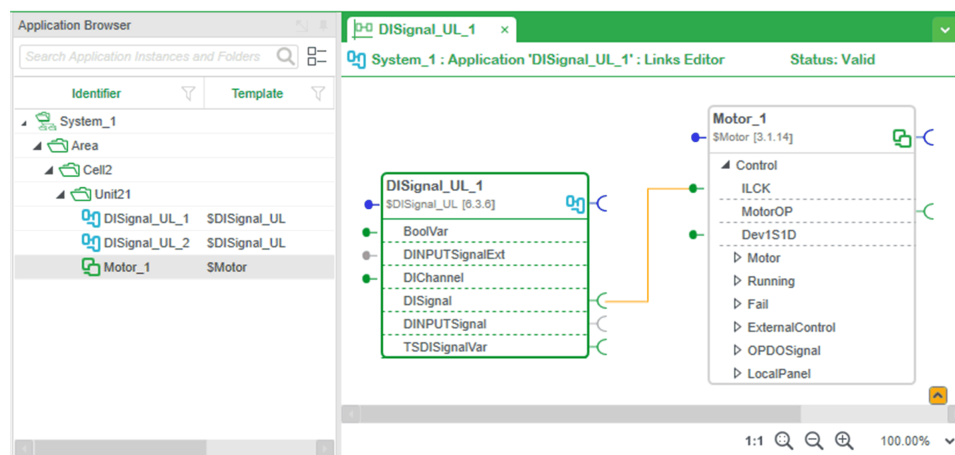 Application Browser
Search Application Instances and Folders
Identifier Template
System_1
Area
Cell2
Unit21
DISignal_UL_1 $DISignal_UL
DISignal_UL_2 $DISignal_UL
Motor_1 $Motor
DISignal_UL_1 ×
System_1 : Application 'DISignal_UL_1' : Links Editor Status: Valid
DISignal_UL_1
$DISignal_UL [6.3.6]
BoolVar
DINPUTSignalExt
DIChannel
DISignal
DINPUTSignal
TSDISignalVar
Motor_1
$Motor [3.1.14]
Control
ILCK
MotorOP
Dev1S1D
Motor
Running
Fail
ExternalControl
OPDOSignal
LocalPanel
1:1 100.00%